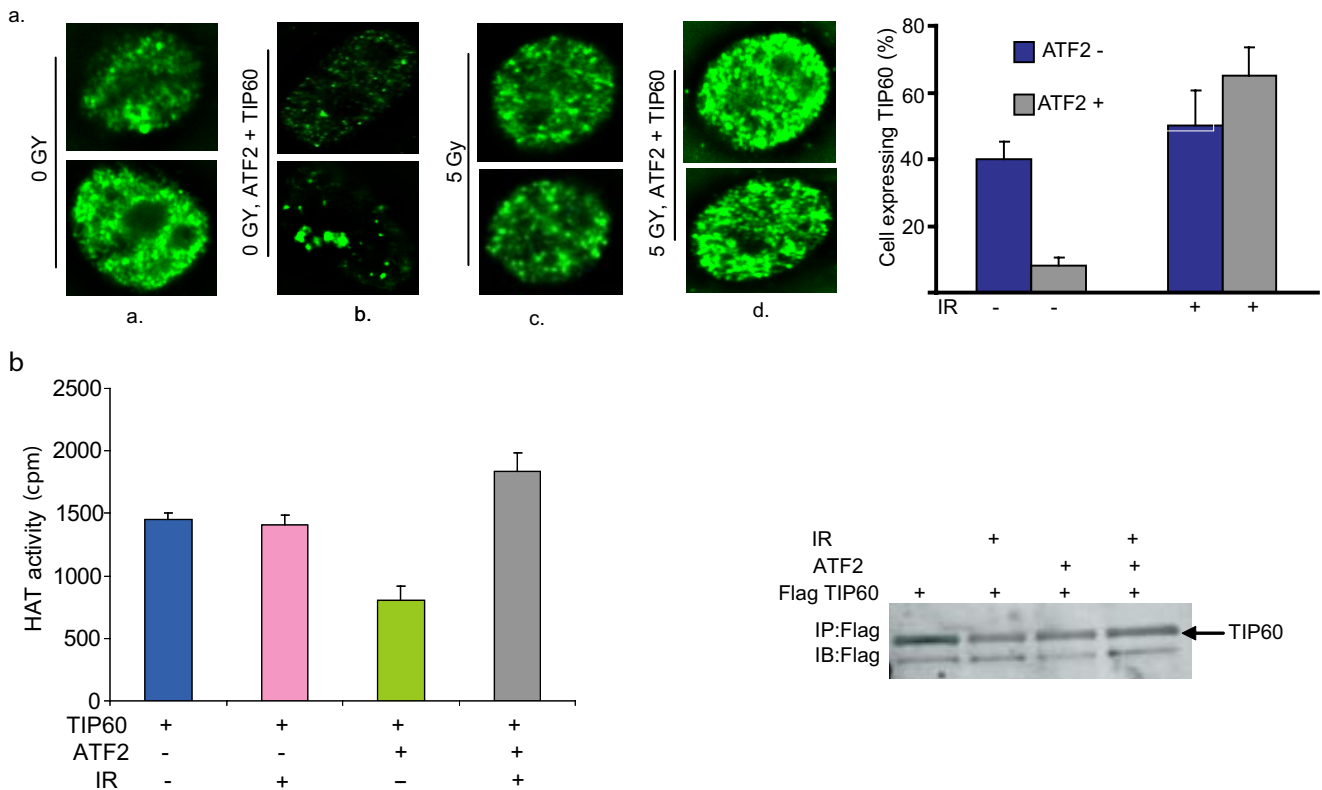 a.
0 GY
0 GY, ATF2 + TIP60
5 Gy
5 GY, ATF2 + TIP60
a.
b.
c.
d.
Cell expressing TIP60 (%)
80
60
40
20
ATF2 -
ATF2 +
IR - - + +
b
HAT activity (cpm)
2500
2000
1500
1000
500
0
TIP60 + + + +
ATF2 - - + +
IR - + – +
IR + +
ATF2 + +
Flag TIP60 + + + +
IP:Flag
IB:Flag
TIP60